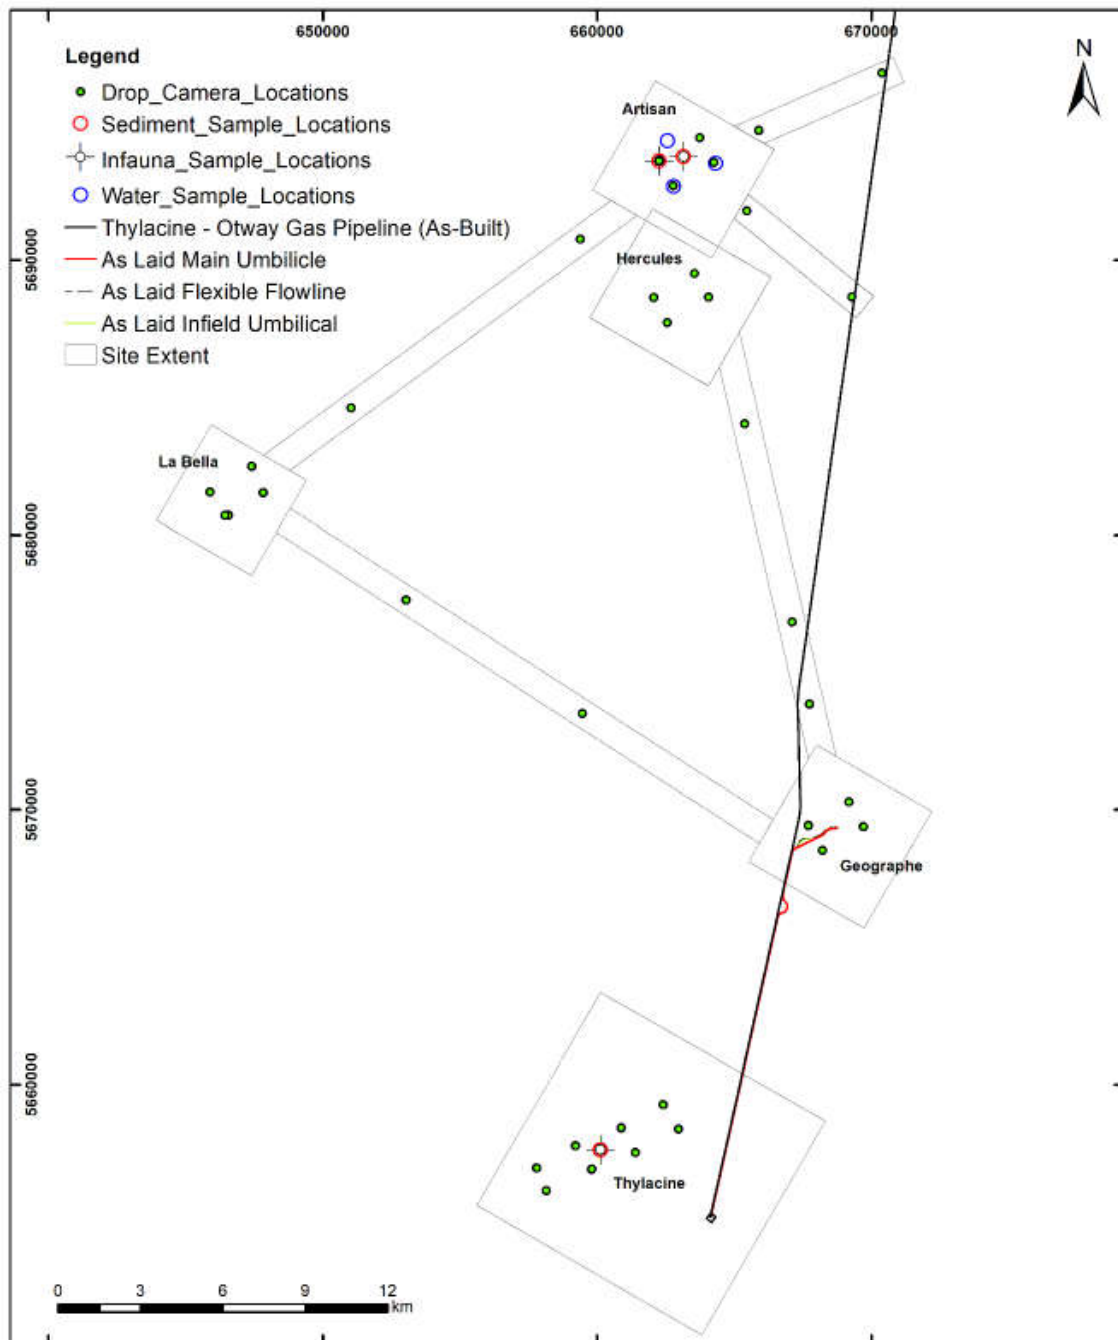 650000
660000
670000
Legend
Drop_Camera_Locations
Sediment_Sample_Locations
Infauna_Sample_Locations
Water_Sample_Locations
Thylacine - Otway Gas Pipeline (As-Built)
As Laid Main Umbilicle
As Laid Flexible Flowline
As Laid Infield Umbilical
Site Extent
N
Artisan
Hercules
La Bella
Geographe
Thylacine
5690000
5680000
5670000
5660000
0 3 6 9 12
km